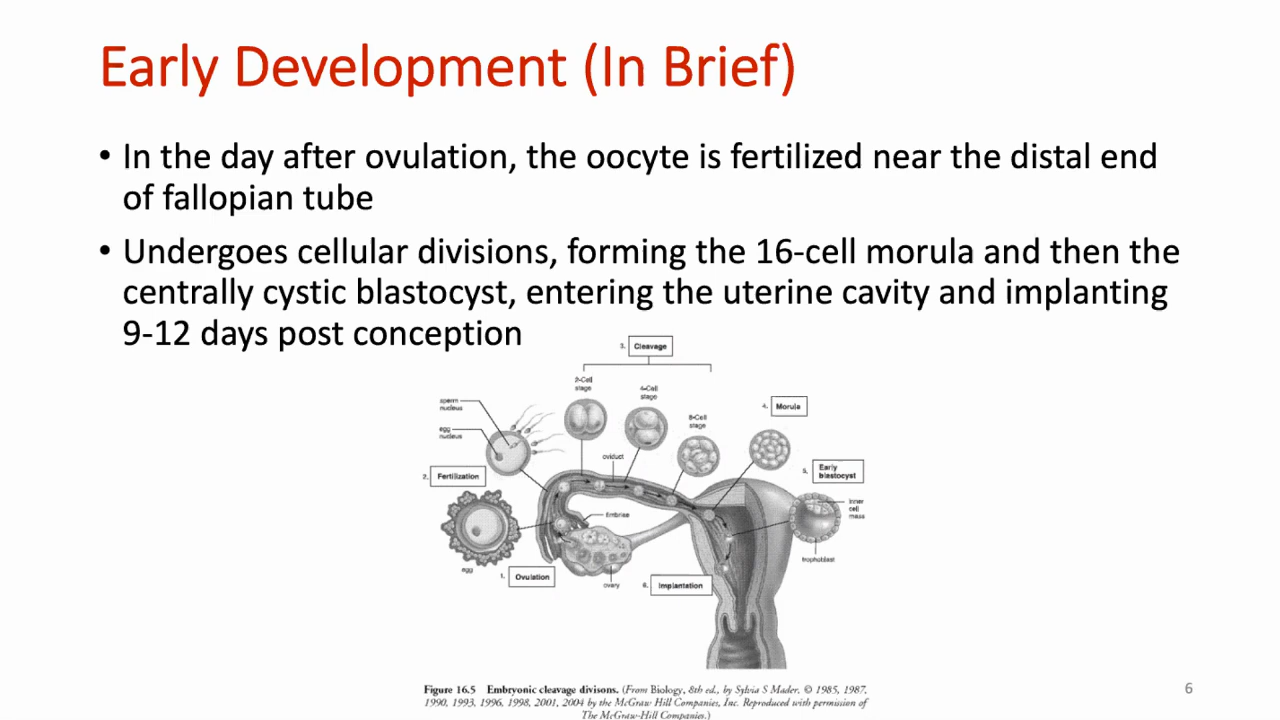 Early Development (In Brief)
• In the day after ovulation, the oocyte is fertilized near the distal end
of fallopian tube
• Undergoes cellular divisions, forming the 16-cell morula and then the
centrally cystic blastocyst, entering the uterine cavity and implanting
9-12 days post conception
3. Cleavage
2-Cell
stage
4-Cell
stage
8-Cell
stage
sperm
nucleus
egg
nucleus
4. Morula
oviduct
2. Fertilization
5. Early
blastocyst
inner
cell
mass
fimbriae
trophoblast
egg
1. Ovulation
ovary
6. Implantation
Figure 16.5 Embryonic cleavage divisons. (From Biology, 8th ed., by Sylvia S Mader. © 1985, 1987,
1990, 1993, 1996, 1998, 2001, 2004 by the McGraw Hill Companies, Inc. Reproduced with permission of
The McGraw-Hill Companies.)
6